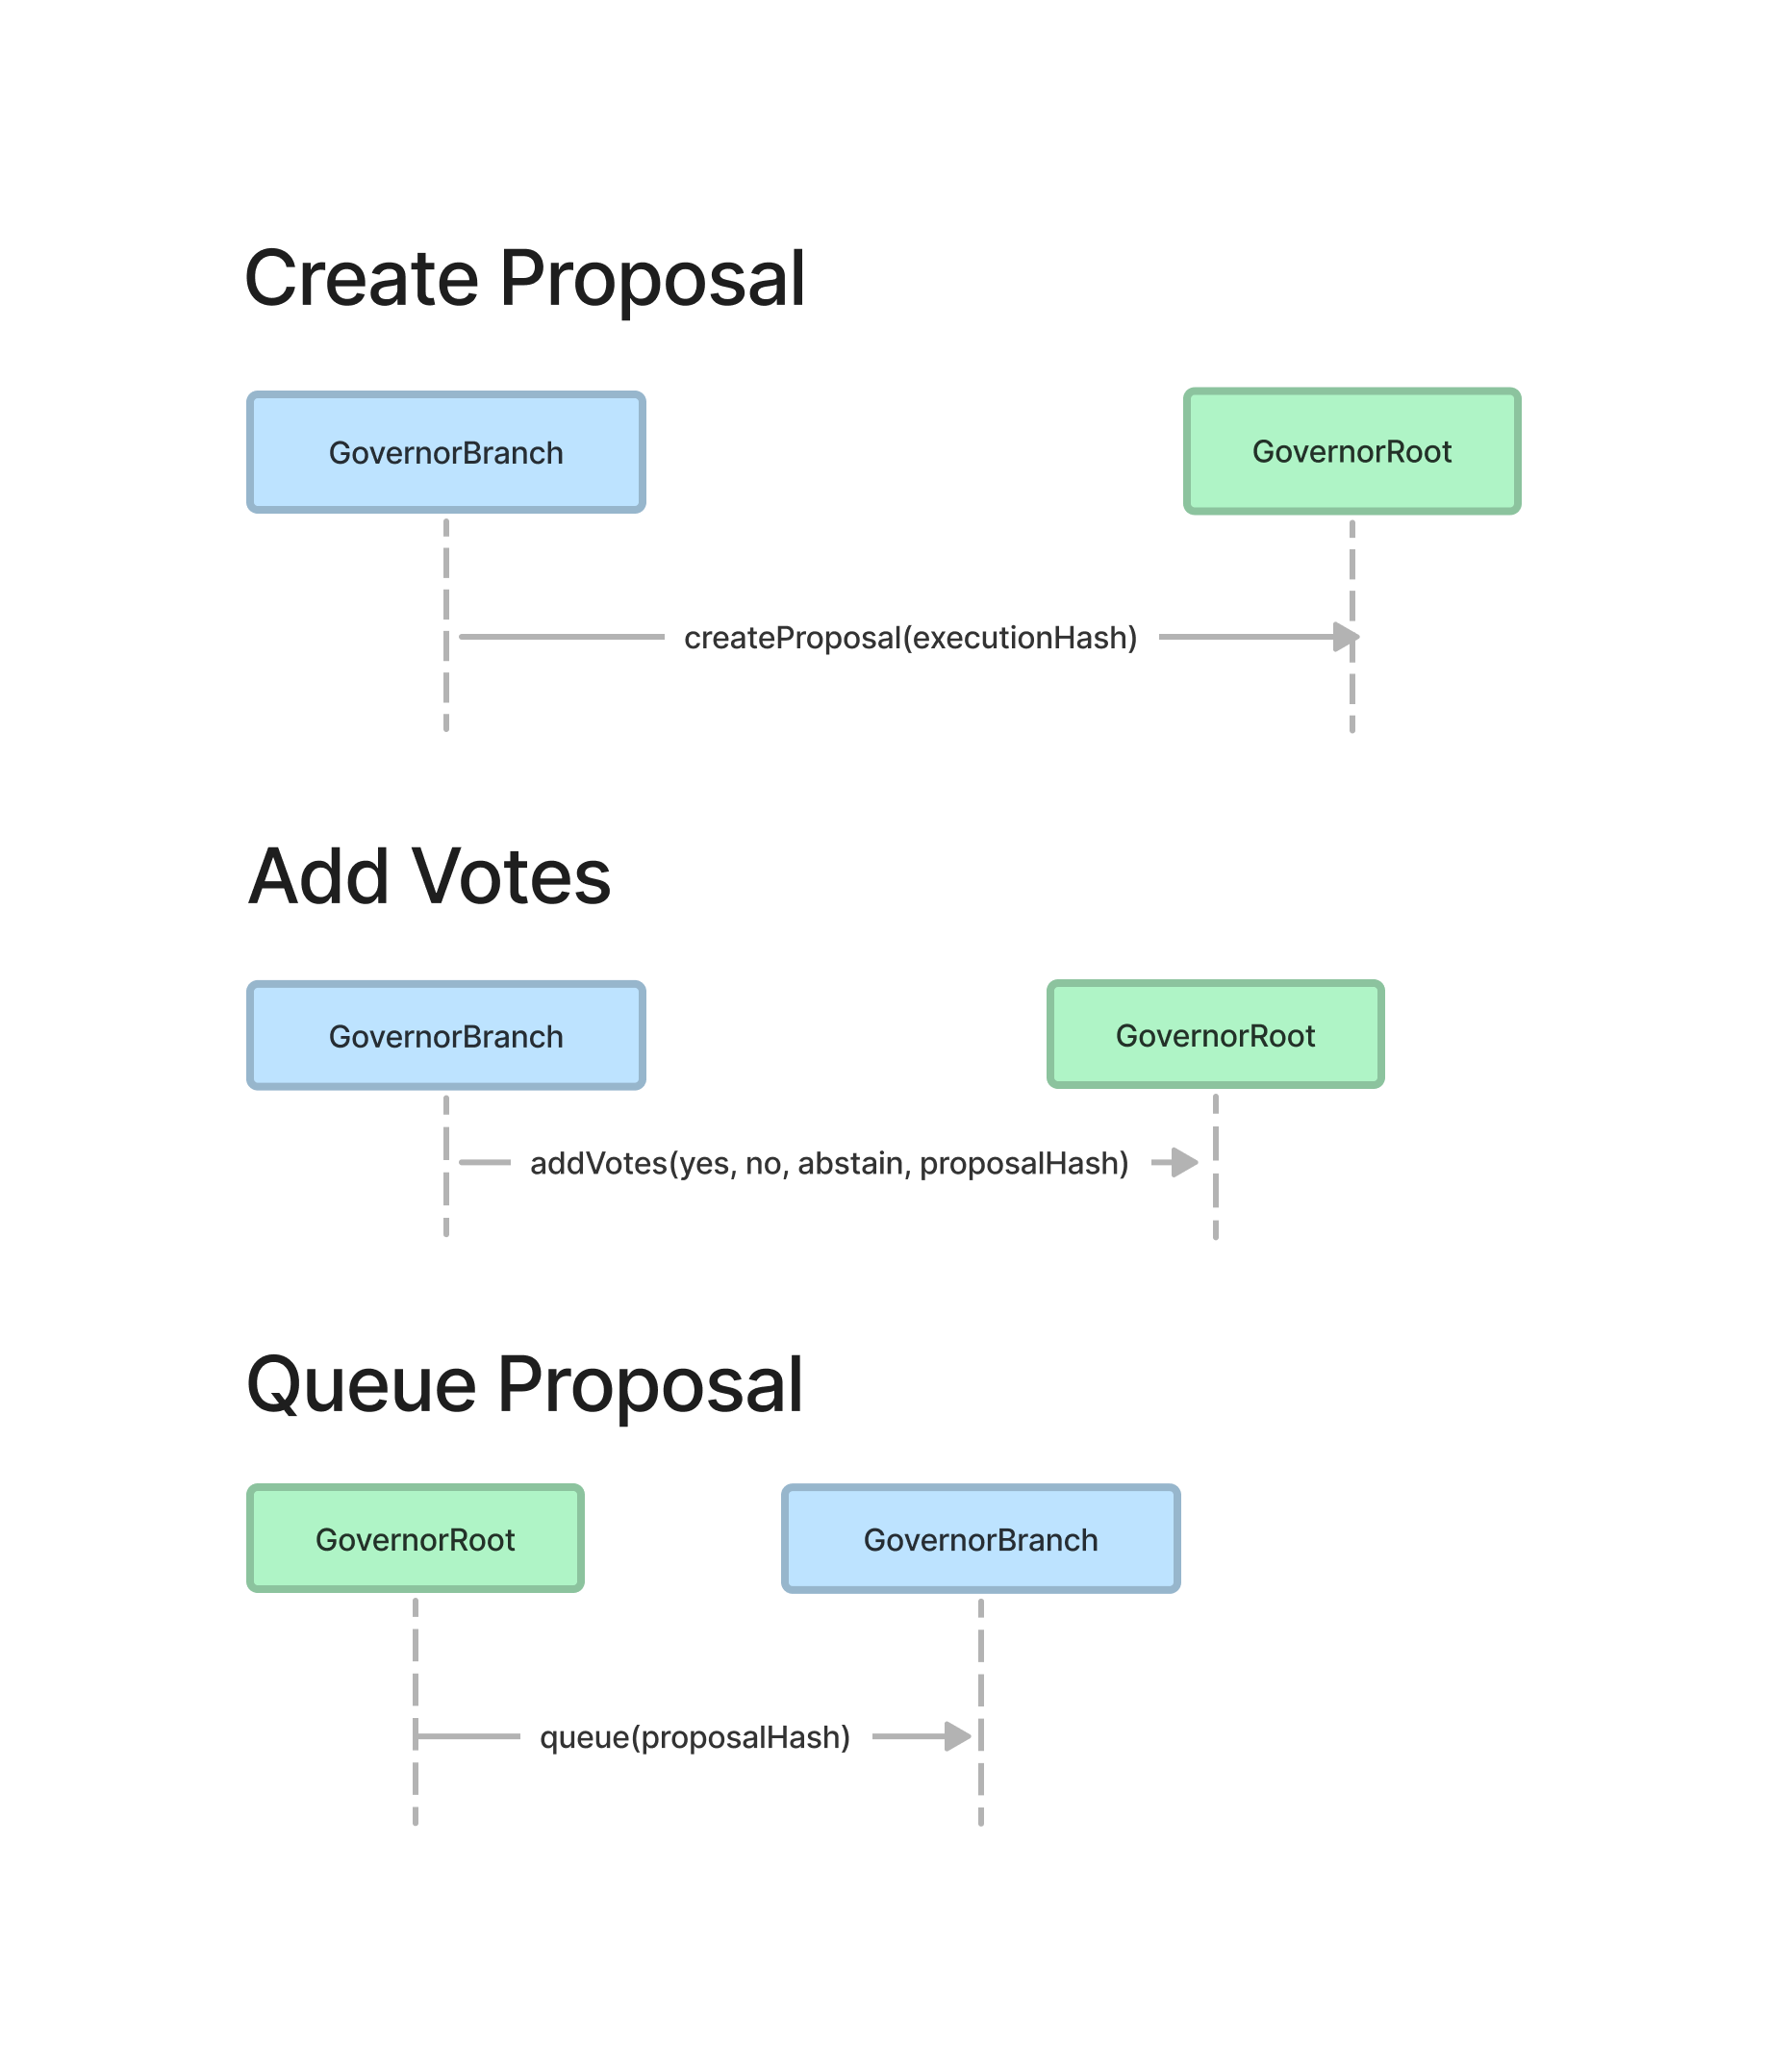 Create Proposal
GovernorBranch
GovernorRoot
createProposal(executionHash)
Add Votes
GovernorBranch
GovernorRoot
addVotes(yes, no, abstain, proposalHash)
Queue Proposal
GovernorRoot
GovernorBranch
queue(proposalHash)